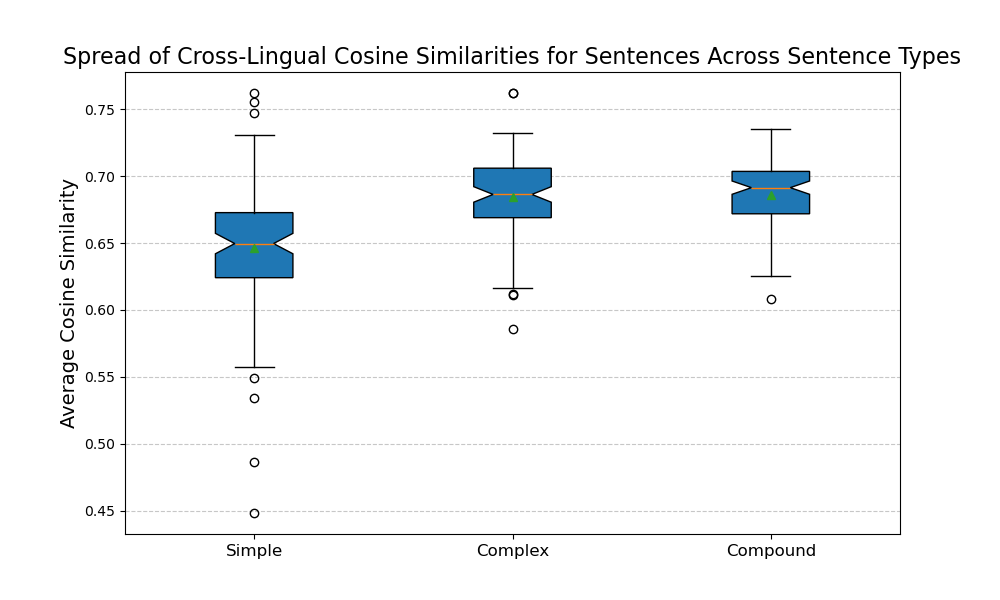 Spread of Cross-Lingual Cosine Similarities for Sentences Across Sentence Types
Average Cosine Similarity
0.75
0.70
0.65
0.60
0.55
0.50
0.45
Simple
Complex
Compound